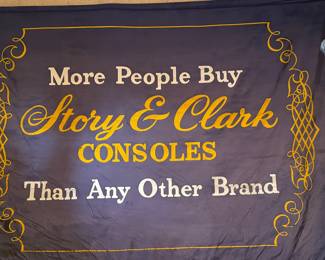 More People Buy
Story & Clark
CONSOLES
Than Any Other Brand